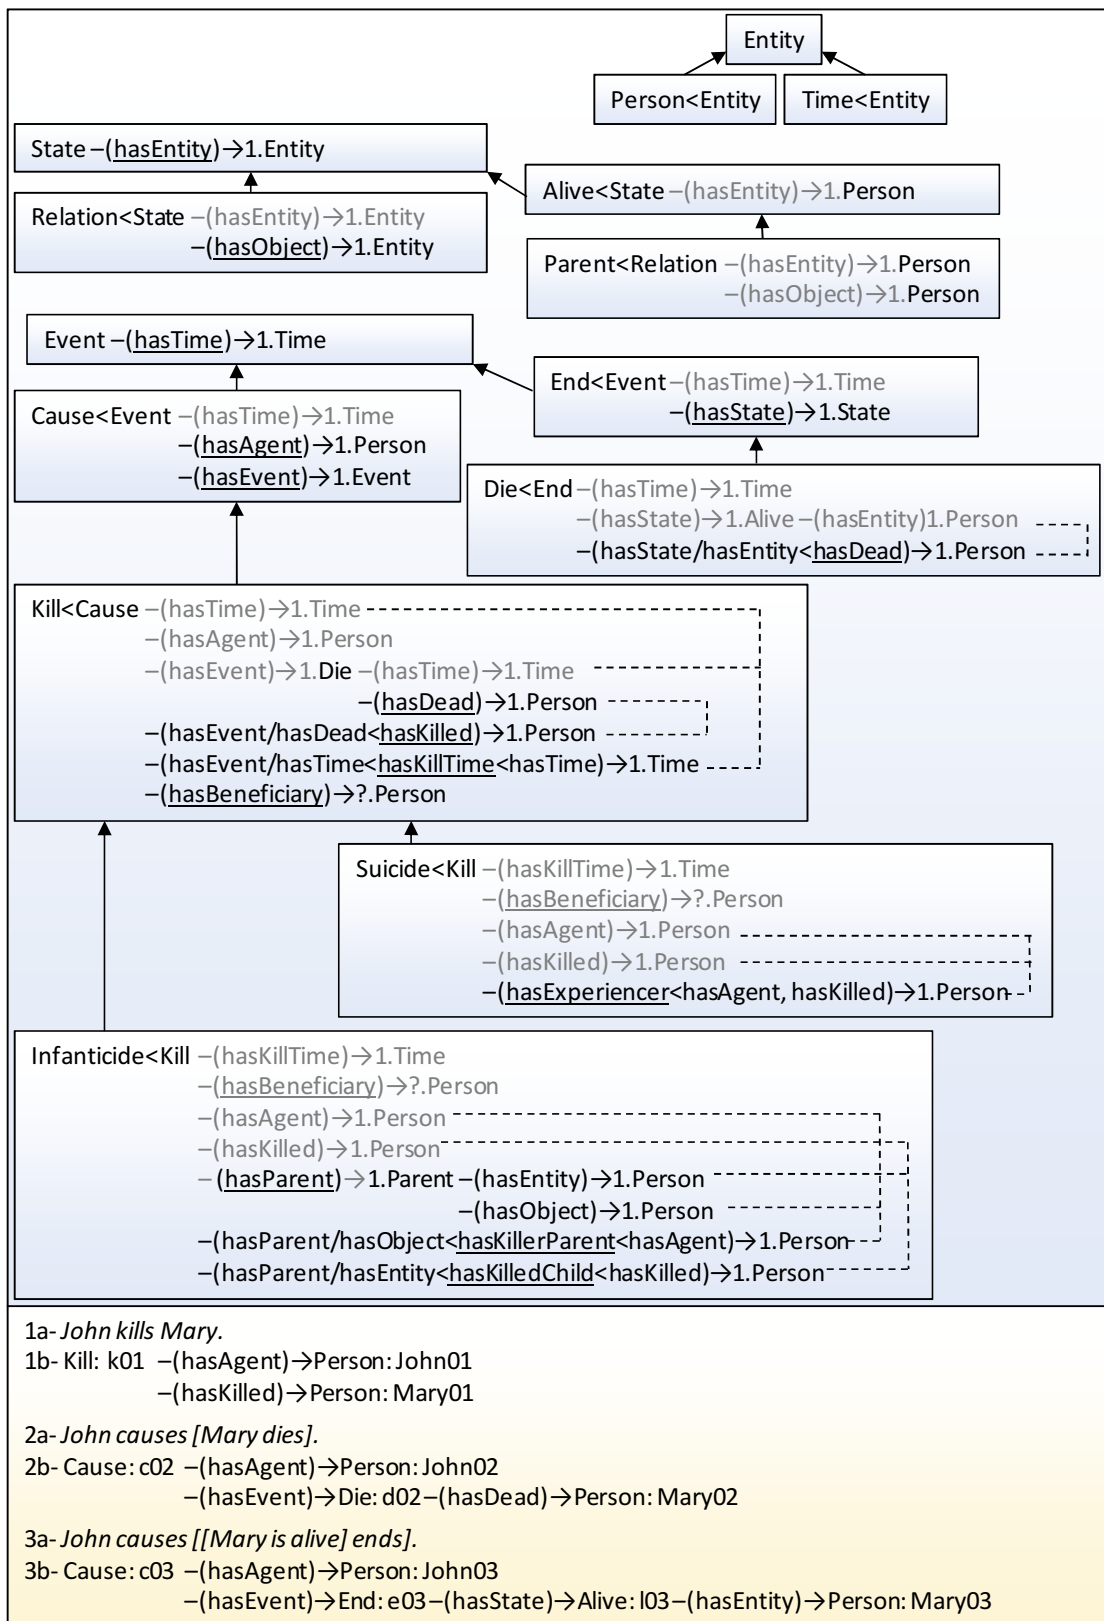 Entity
Person<Entity
Time<Entity
State –(hasEntity)→1.Entity
Relation<State –(hasEntity)→1.Entity
–(hasObject)→1.Entity
Alive<State –(hasEntity)→1.Person
Parent<Relation –(hasEntity)→1.Person
–(hasObject)→1.Person
Event –(hasTime)→1.Time
Cause<Event –(hasTime)→1.Time
–(hasAgent)→1.Person
–(hasEvent)→1.Event
End<Event –(hasTime)→1.Time
–(hasState)→1.State
Die<End –(hasTime)→1.Time
–(hasState)→1.Alive –(hasEntity)1.Person
–(hasState/hasEntity<hasDead)→1.Person
Kill<Cause –(hasTime)→1.Time
–(hasAgent)→1.Person
–(hasEvent)→1.Die –(hasTime)→1.Time
–(hasDead)→1.Person
–(hasEvent/hasDead<hasKilled)→1.Person
–(hasEvent/hasTime<hasKillTime<hasTime)→1.Time
–(hasBeneficiary)→?.Person
Suicide<Kill –(hasKillTime)→1.Time
–(hasBeneficiary)→?.Person
–(hasAgent)→1.Person
–(hasKilled)→1.Person
–(hasExperiencer<hasAgent, hasKilled)→1.Person
Infanticide<Kill –(hasKillTime)→1.Time
–(hasBeneficiary)→?.Person
–(hasAgent)→1.Person
–(hasKilled)→1.Person
– (hasParent)→1.Parent –(hasEntity)→1.Person
–(hasObject)→1.Person
–(hasParent/hasObject<hasKillerParent<hasAgent)→1.Person
–(hasParent/hasEntity<hasKilledChild<hasKilled)→1.Person
1a- John kills Mary.
1b- Kill: k01 –(hasAgent)→Person: John01
–(hasKilled)→Person: Mary01
2a- John causes [Mary dies].
2b- Cause: c02 –(hasAgent)→Person: John02
–(hasEvent)→Die: d02 –(hasDead)→Person: Mary02
3a- John causes [[Mary is alive] ends].
3b- Cause: c03 –(hasAgent)→Person: John03
–(hasEvent)→End: e03 –(hasState)→Alive: l03 –(hasEntity)→Person: Mary03